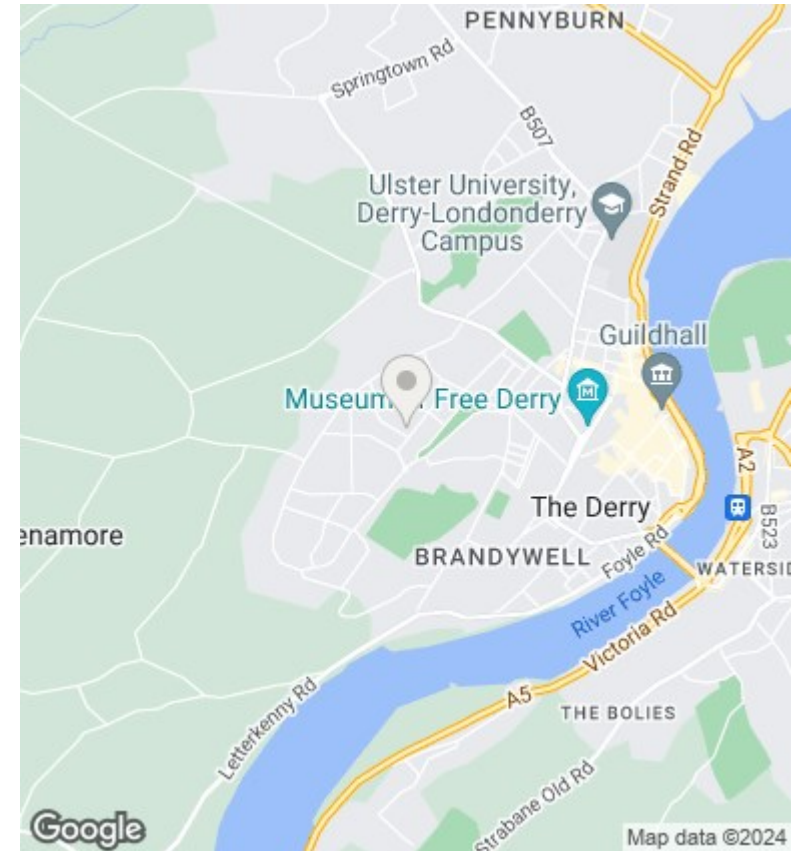 PENNYBURN
Springtown Rd
B507
Strand Rd
Ulster University,
Derry-Londonderry
Campus
Guildhall
Museum
Free Derry
A2
enamore
The Derry
B523
BRANDYWELL
Foyle Rd
WATERSID
River Foyle
Victoria Rd
A5
Letterkenny Rd
THE BOLIES
Strabane Old Rd
Google
Map data ©2024